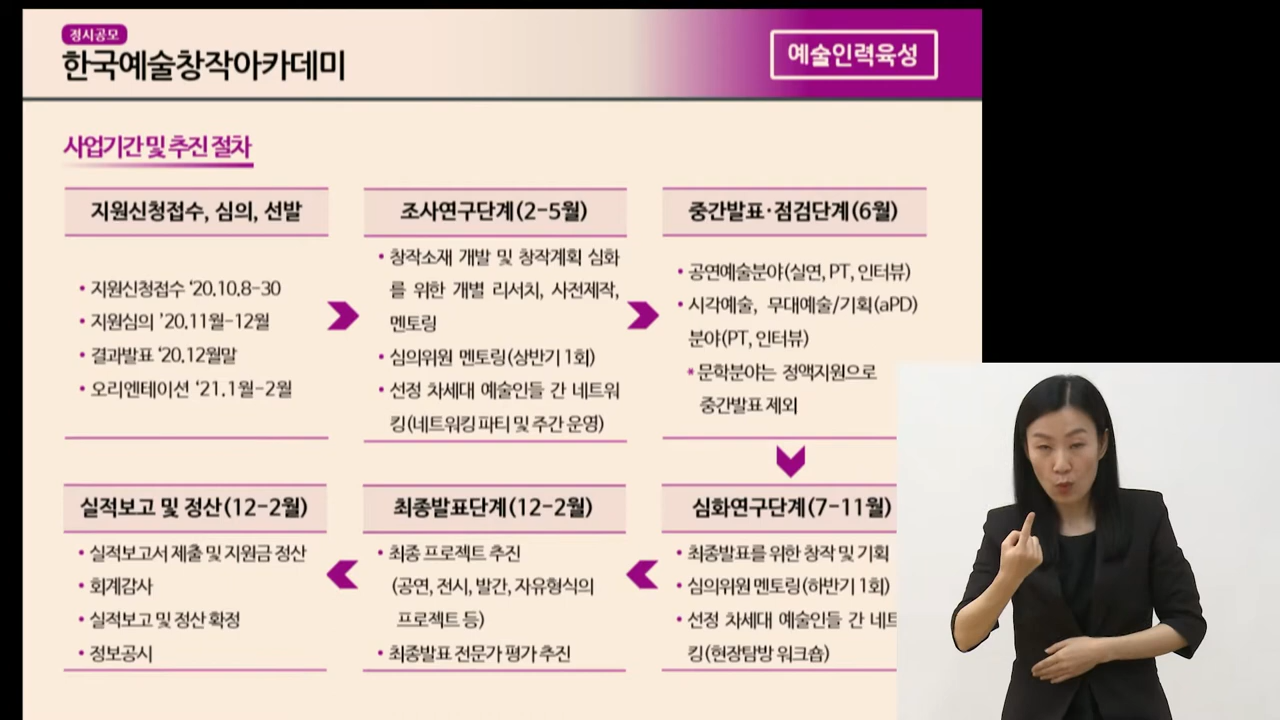 정시공모
한국예술창작아카데미
예술인력육성
사업기간 및 추진 절차
지원신청접수, 심의, 선발
• 지원신청접수 ‘20.10.8-30
• 지원심의 ’20.11월-12월
• 결과발표 ‘20.12월말
• 오리엔테이션 ‘21.1월-2월
조사연구단계(2-5월)
• 창작소재 개발 및 창작계획 심화
를 위한 개별 리서치, 사전제작,
멘토링
• 심의위원 멘토링(상반기 1회)
• 선정 차세대 예술인들 간 네트워
킹(네트워킹 파티 및 주간 운영)
중간발표·점검단계(6월)
• 공연예술분야(실연, PT, 인터뷰)
• 시각예술, 무대예술/기획(aPD)
분야(PT, 인터뷰)
*문학분야는 정액지원으로
중간발표 제외
심화연구단계(7-11월)
• 최종발표를 위한 창작 및 기획
• 심의위원 멘토링(하반기 1회)
• 선정 차세대 예술인들 간 네트
킹(현장탐방 워크숍)
최종발표단계(12-2월)
• 최종 프로젝트 추진
(공연, 전시, 발간, 자유형식의
프로젝트 등)
• 최종발표 전문가 평가 추진
실적보고 및 정산(12-2월)
• 실적보고서 제출 및 지원금 정산
• 회계감사
• 실적보고 및 정산 확정
• 정보공시